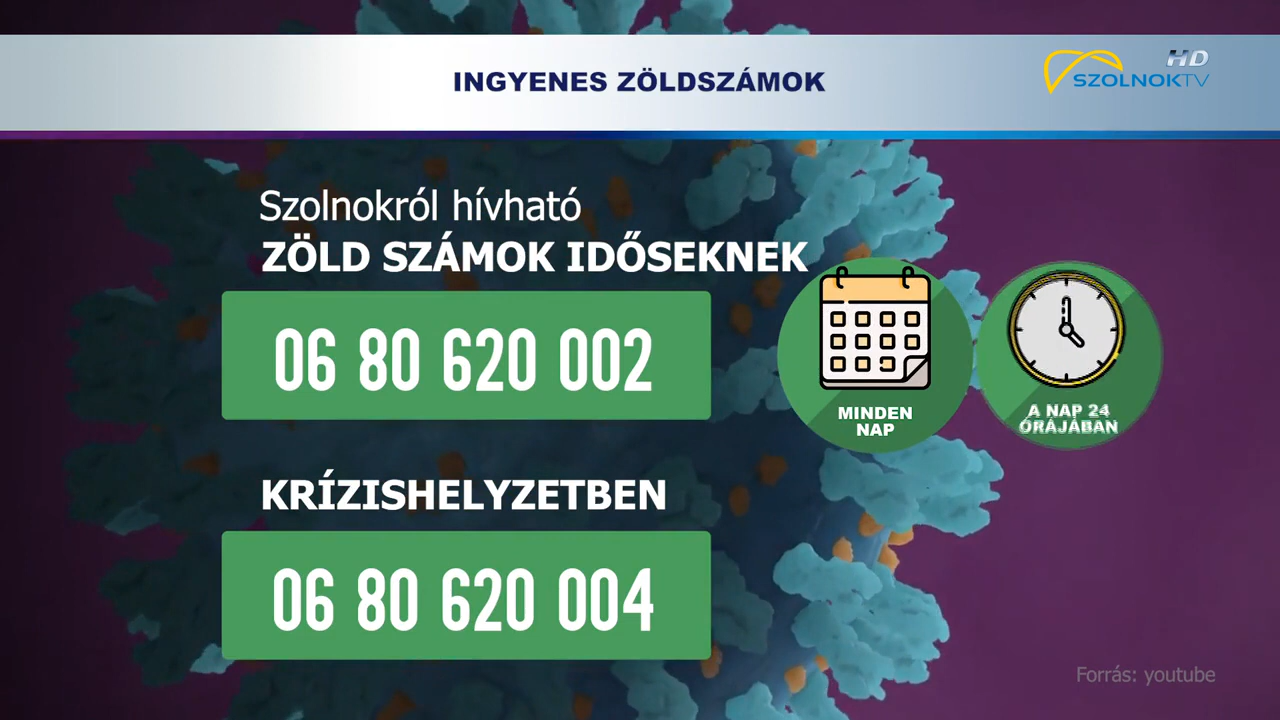 INGYENES ZÖLDSZÁMOK
HD
SZOLNOKTV
Szolnokról hívható
ZÖLD SZÁMOK IDŐSEKNEK
06 80 620 002
MINDEN
NAP
A NAP 24
ÓRÁJÁBAN
KRÍZISHELYZETBEN
06 80 620 004
Forrás: youtube